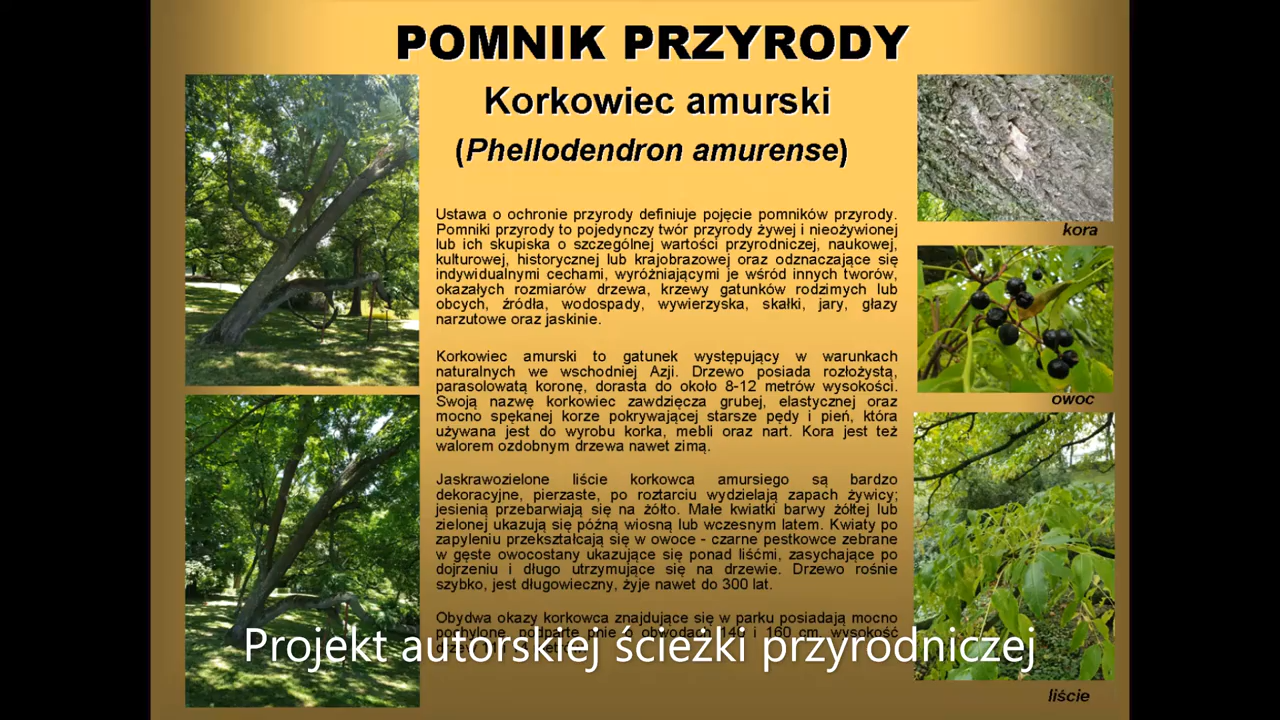 POMNIK PRZYRODY
Korkowiec amurski
(Phellodendron amurense)
Ustawa o ochronie przyrody definiuje pojęcie pomników przyrody.
Pomniki przyrody to pojedynczy twór przyrody żywej i nieożywionej
lub ich skupiska o szczególnej wartości przyrodniczej, naukowej,
kulturowej, historycznej lub krajobrazowej oraz odznaczające się
indywidualnymi cechami, wyróżniającymi je wśród innych tworów,
okazałych rozmiarów drzewa, krzewy gatunków rodzimych lub
obcych, źródła, wodospady, wywierzyska, skałki, jary, głazy
narzutowe oraz jaskinie.
Korkowiec amurski to gatunek występujący w warunkach
naturalnych we wschodniej Azji. Drzewo posiada rozłożystą,
parasolowatą koronę, dorasta do około 8-12 metrów wysokości.
Swoją nazwę korkowiec zawdzięcza grubej, elastycznej oraz
mocno spękanej korze pokrywającej starsze pędy i pień, która
używana jest do wyrobu korka, mebli oraz nart. Kora jest też
walorem ozdobnym drzewa nawet zimą.
Jaskrawozielone liście korkowca amursiego są bardzo
dekoracyjne, pierzaste, po roztarciu wydzielają zapach żywicy;
jesienią przebarwiają się na żółto. Małe kwiatki barwy żółtej lub
zielonej ukazują się późną wiosną lub wczesnym latem. Kwiaty po
zapyleniu przekształcają się w owoce - czarne pestkowce zebrane
w gęste owocostany ukazujące się ponad liśćmi, zasychające po
dojrzeniu i długo utrzymujące się na drzewie. Drzewo rośnie
szybko, jest długowieczny, żyje nawet do 300 lat.
Obydwa okazy korkowca znajdujące się w parku posiadają mocno
pochylone, podparte pnie o obwodach 140 i 160 cm, wysokość
Projekt autorskiej ścieżki przyrodniczej
kora
owoc
liście